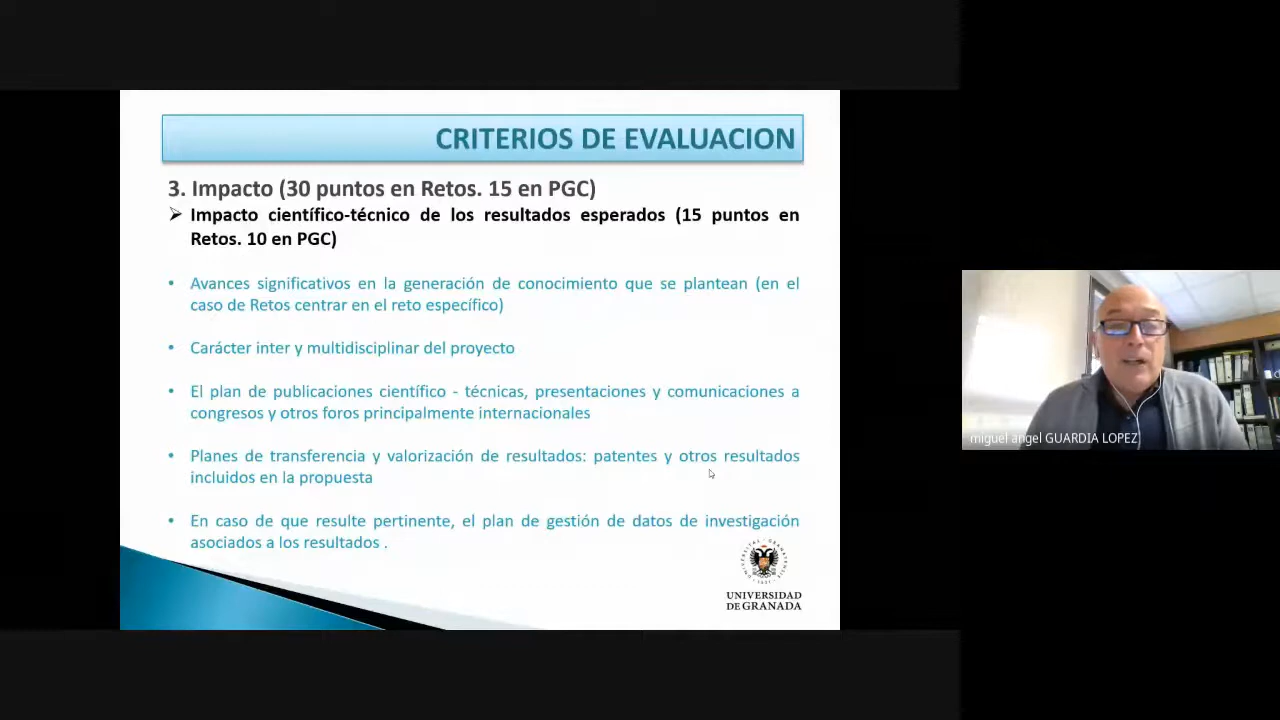 CRITERIOS DE EVALUACION
3. Impacto (30 puntos en Retos. 15 en PGC)
➢ Impacto científico-técnico de los resultados esperados (15 puntos en
Retos. 10 en PGC)
• Avances significativos en la generación de conocimiento que se plantean (en el
caso de Retos centrar en el reto específico)
• Carácter inter y multidisciplinar del proyecto
• El plan de publicaciones científico - técnicas, presentaciones y comunicaciones a
congresos y otros foros principalmente internacionales
• Planes de transferencia y valorización de resultados: patentes y otros resultados
incluidos en la propuesta
• En caso de que resulte pertinente, el plan de gestión de datos de investigación
asociados a los resultados .
UNIVERSIDAD
DE GRANADA
miguel angel GUARDIA LOPEZ